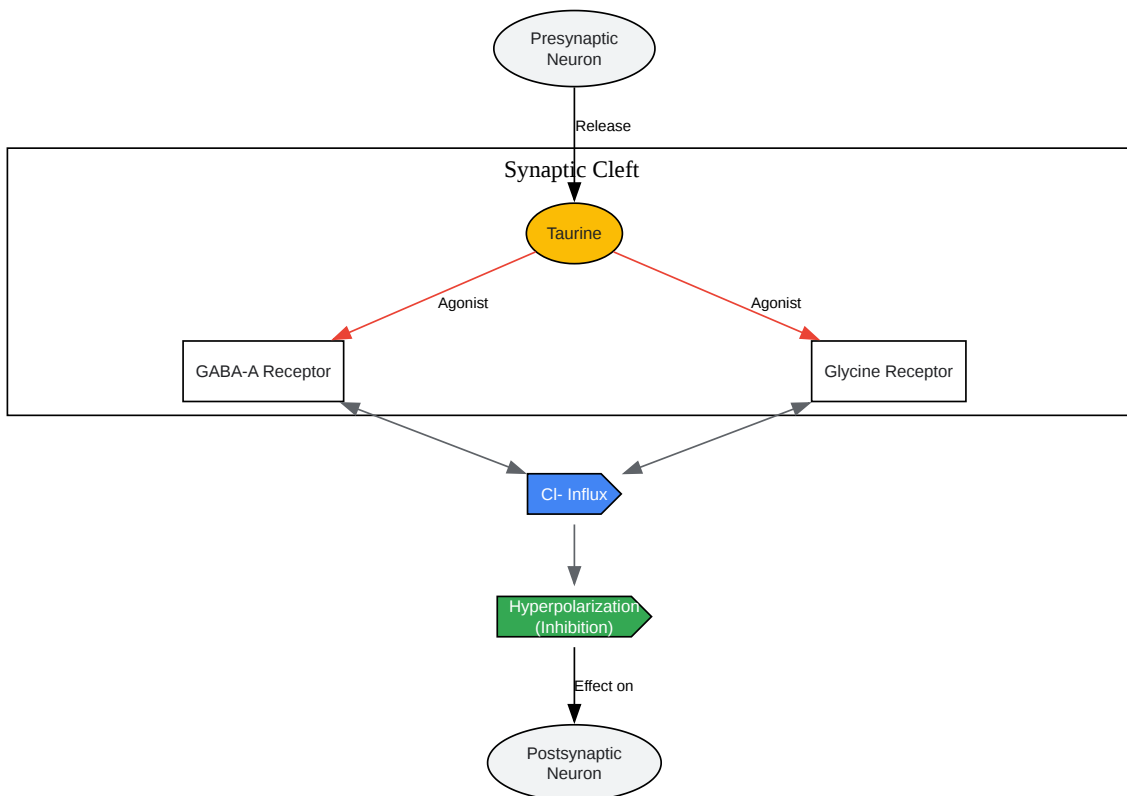 Presynaptic
Neuron
Release
Synaptic Cleft
Taurine
Agonist
Agonist
GABA-A Receptor
Glycine Receptor
Cl- Influx
Hyperpolarization
(Inhibition)
Effect on
Postsynaptic
Neuron